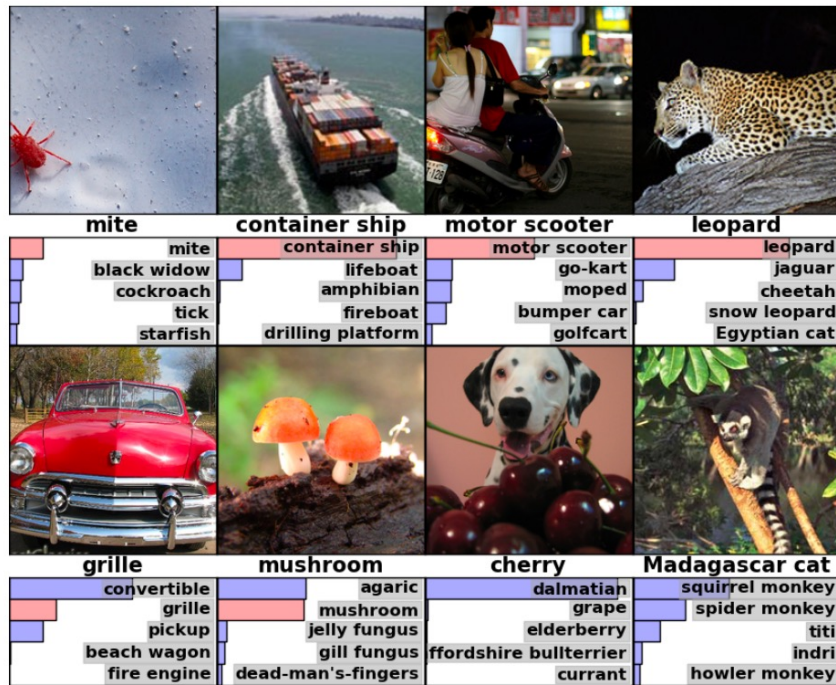 mite
container ship
motor scooter
leopard
mite
black widow
cockroach
tick
starfish
container ship
lifeboat
amphibian
fireboat
drilling platform
motor scooter
go-kart
moped
bumper car
golfcart
leopard
jaguar
cheetah
snow leopard
Egyptian cat
grille
mushroom
cherry
Madagascar cat
convertible
grille
pickup
beach wagon
fire engine
agaric
mushroom
jelly fungus
gill fungus
dead-man's-fingers
dalmatian
grape
elderberry
ffordshire bullterrier
currant
squirrel monkey
spider monkey
titi
indri
howler monkey